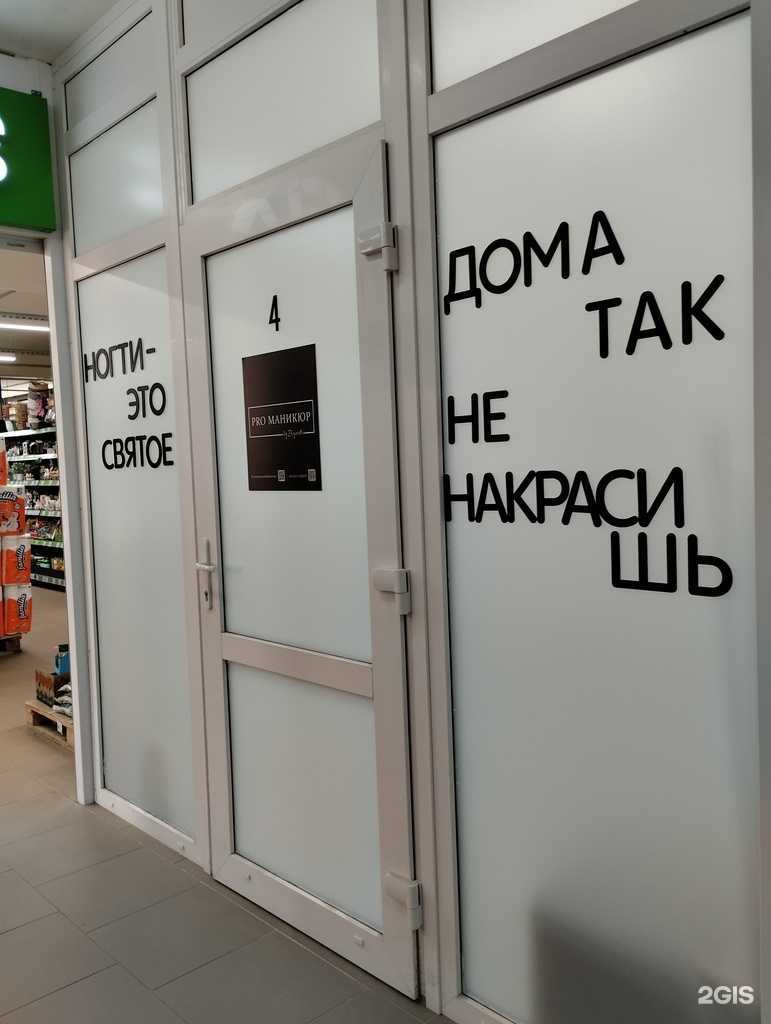 НОГТИ-
ЭТО
СВЯТОЕ
4
PRO МАНИКЮР
ДОМА
ТАК
НЕ
НАКРАСИ
ШЬ
2GIS